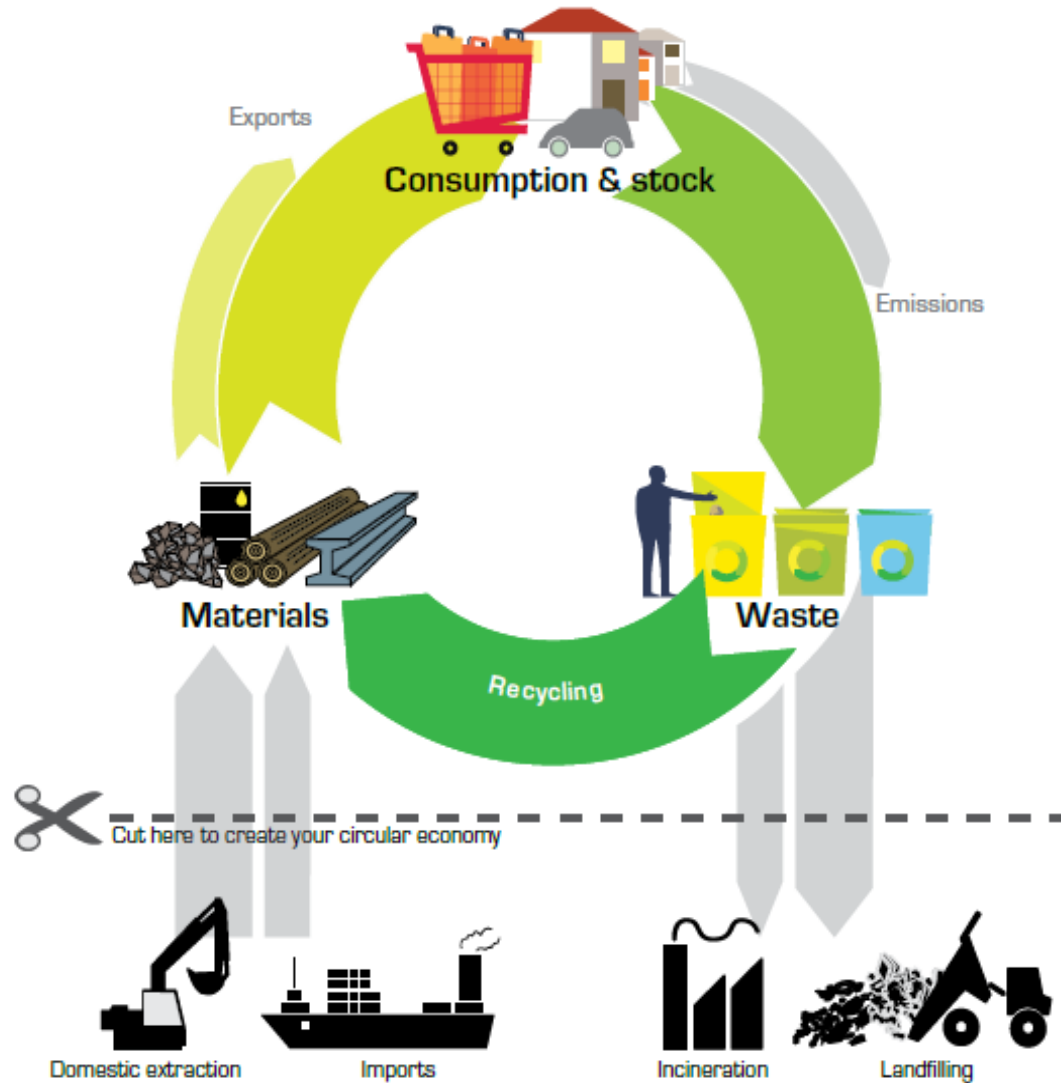 Exports
Consumption & stock
Emissions
Materials
Waste
Recycling
Cut here to create your circular economy
Domestic extraction
Imports
Incineration
Landfilling